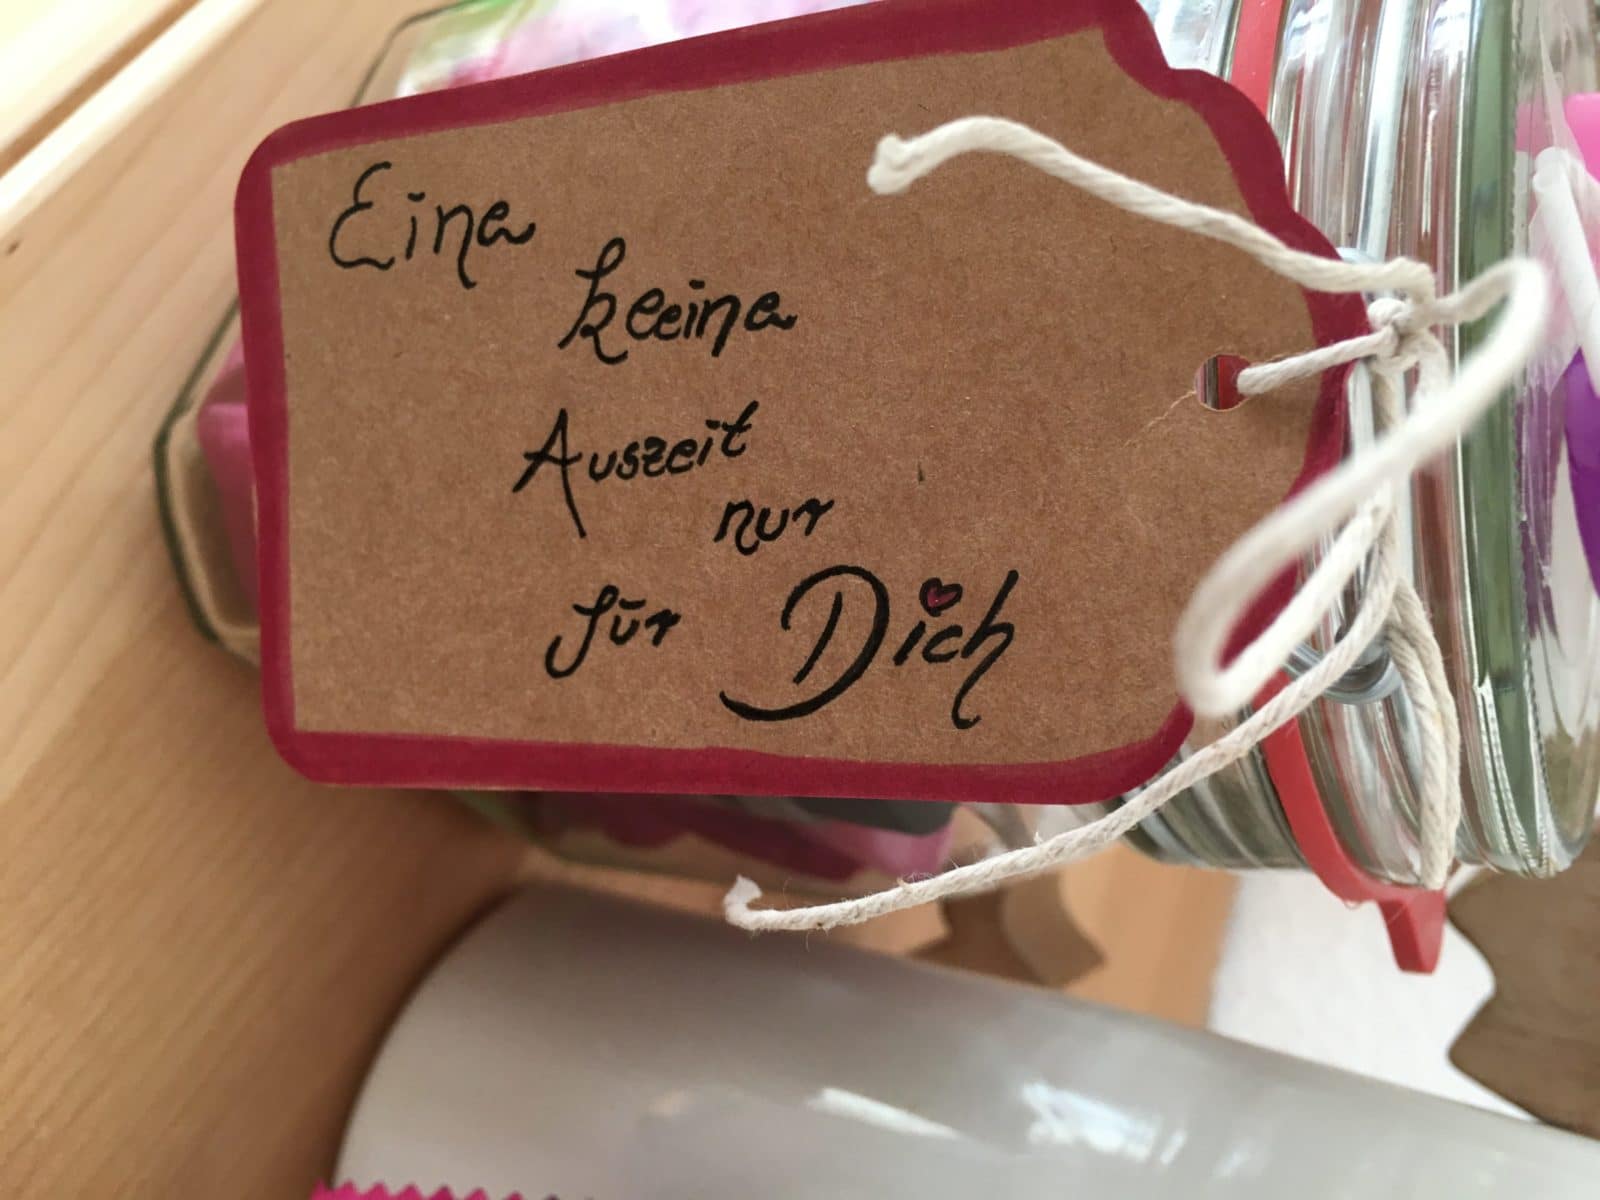 Eine
kleine
Auszeit
nur
für Dich